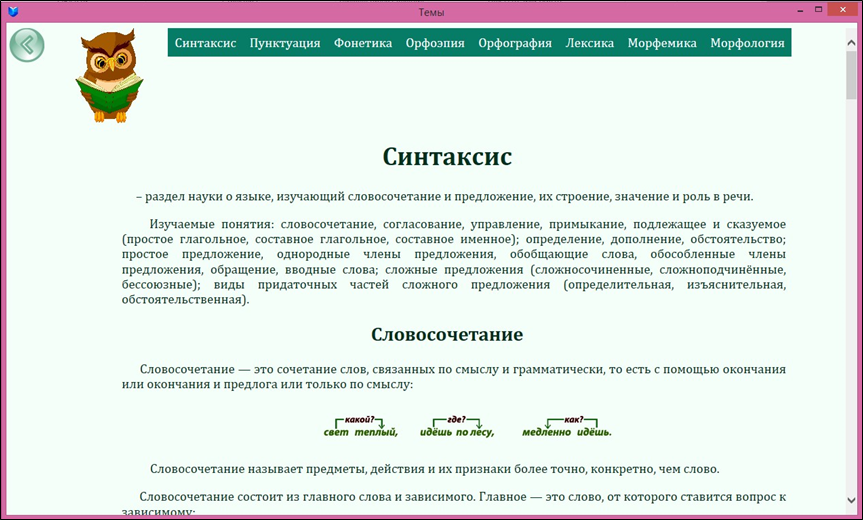 Темы
Синтаксис Пунктуация Фонетика Орфоэпия Орфография Лексика Морфемика Морфология
Синтаксис
– раздел науки о языке, изучающий словосочетание и предложение, их строение, значение и роль в речи.
Изучаемые понятия: словосочетание, согласование, управление, примыкание, подлежащее и сказуемое
(простое глагольное, составное глагольное, составное именное); определение, дополнение, обстоятельство;
простое предложение, однородные члены предложения, обобщающие слова, обособленные члены
предложения, обращение, вводные слова; сложные предложения (сложносочиненные, сложноподчинённые,
бессоюзные); виды придаточных частей сложного предложения (определительная, изъяснительная,
обстоятельственная).
Словосочетание
Словосочетание — это сочетание слов, связанных по смыслу и грамматически, то есть с помощью окончания
или окончания и предлога или только по смыслу:
какой? где? как?
свет теплый, идёшь по лесу, медленно идёшь.
Словосочетание называет предметы, действия и их признаки более точно, конкретно, чем слово.
Словосочетание состоит из главного слова и зависимого. Главное — это слово, от которого ставится вопрос к
зависимому: